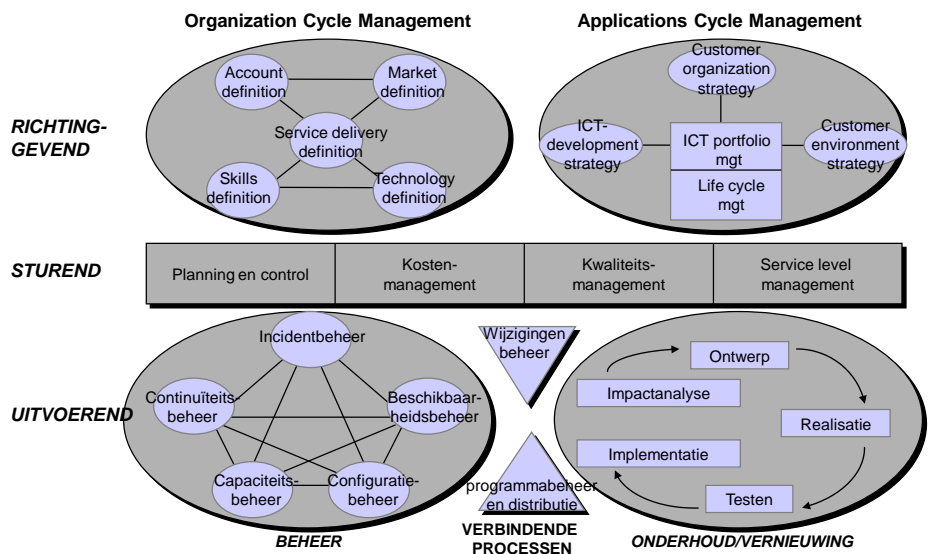 Organization Cycle Management
Applications Cycle Management
RICHTING-
GEVEND
Account
definition
Market
definition
Service delivery
definition
Skills
definition
Technology
definition
Customer
organization
strategy
ICT-
development
strategy
ICT portfolio
mgt
Customer
environment
strategy
Life cycle
mgt
STUREND
Planning en control
Kosten-
management
Kwaliteits-
management
Service level
management
UITVOEREND
Incidentbeheer
Continuïteits-
beheer
Beschikbaar-
heidsbeheer
Capaciteits-
beheer
Configuratie-
beheer
BEHEER
Wijzigingen
beheer
programmabeheer
en distributie
VERBINDENDE
PROCESSEN
Ontwerp
Impactanalyse
Realisatie
Implementatie
Testen
ONDERHOUD/VERNIEUWING